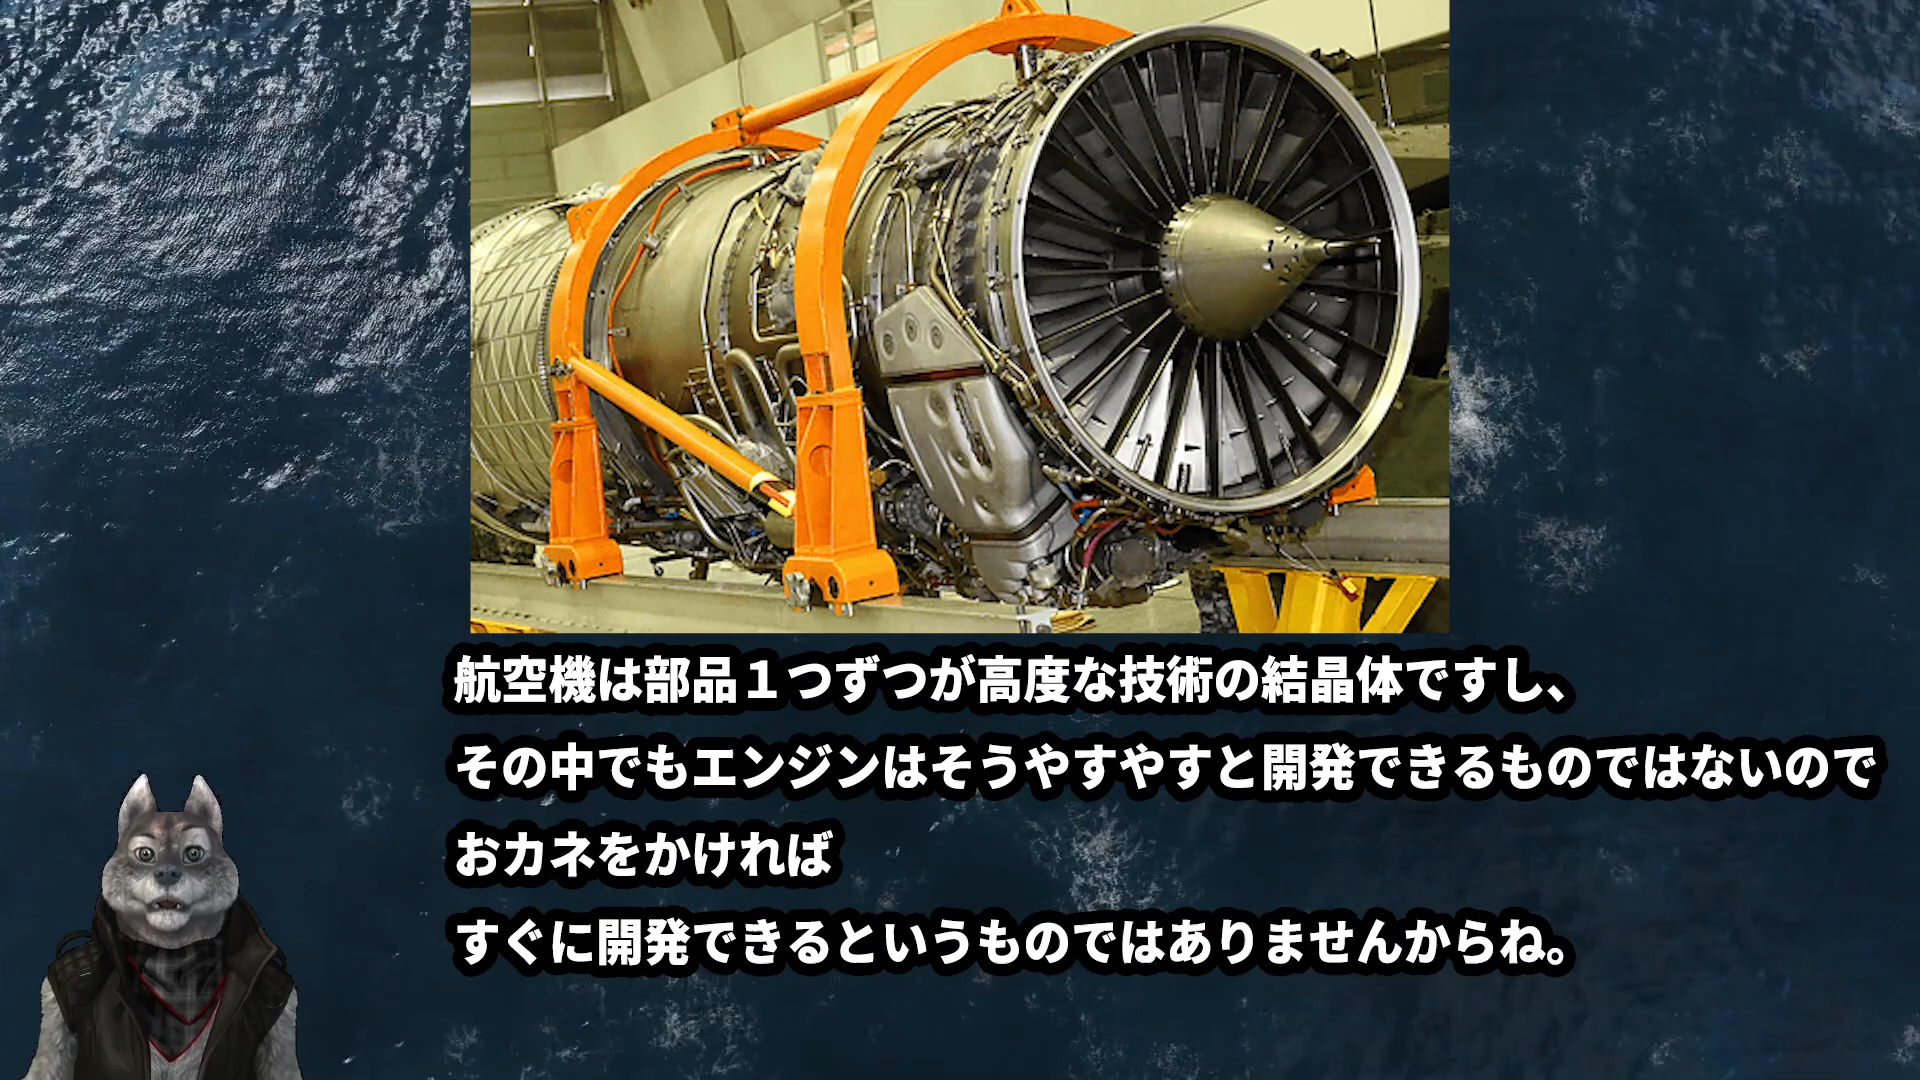 航空機は部品１つずつが高度な技術の結晶体ですし、
その中でもエンジンはそうやすやすと開発できるものではないので
おカネをかければ
すぐに開発できるというものではありませんからね。